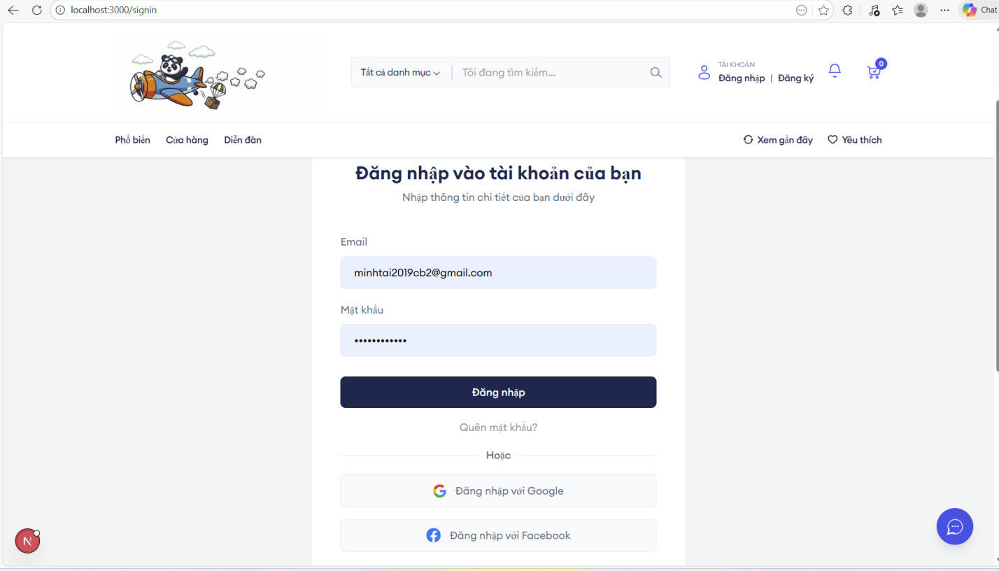 localhost:3000/signin
Chat
Tất cả danh mục
Tôi đang tìm kiếm...
TÀI KHOẢN
Đăng nhập | Đăng ký
0
Phổ biến Cửa hàng Diễn đàn
Xem gần đây Yêu thích
Đăng nhập vào tài khoản của bạn
Nhập thông tin chi tiết của bạn dưới đây
Email
minhtai2019cb2@gmail.com
Mật khẩu
••••••••••••
Đăng nhập
Quên mật khẩu?
Hoặc
Đăng nhập với Google
Đăng nhập với Facebook
N